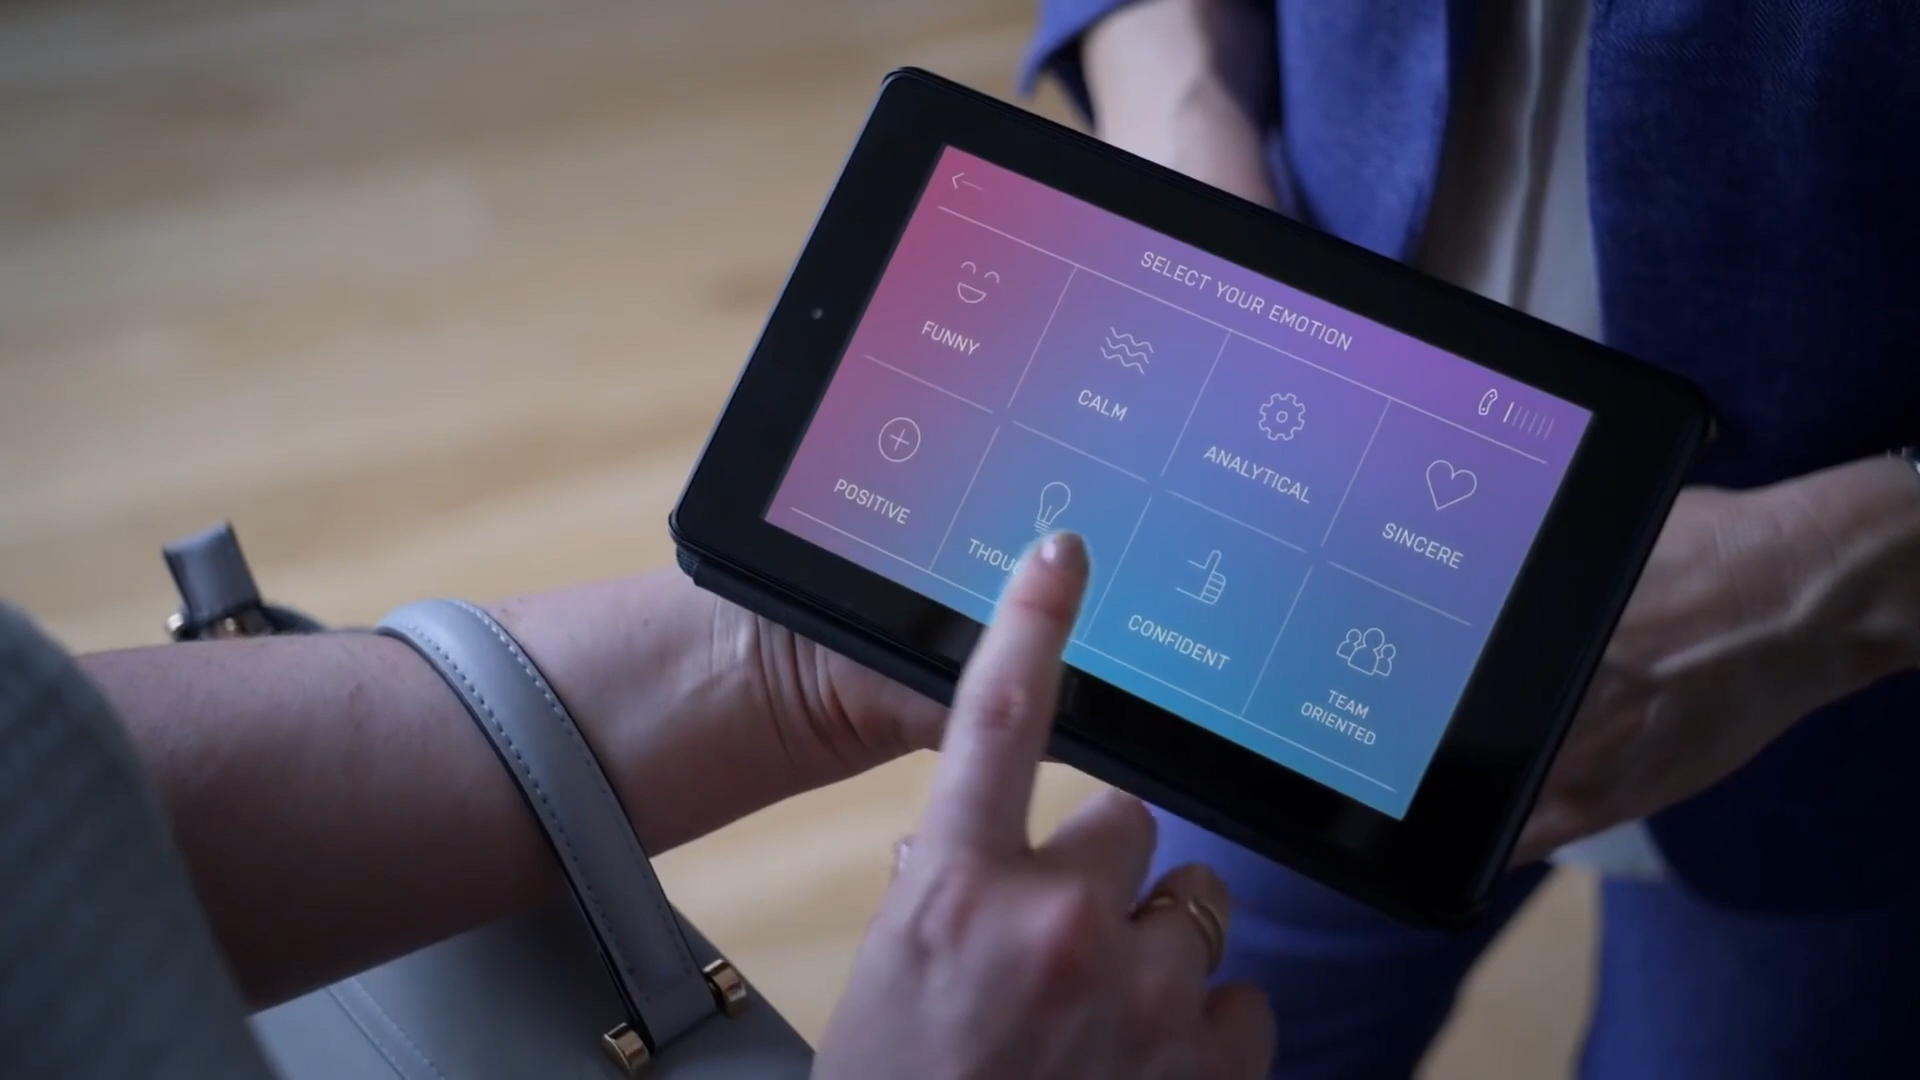 SELECT YOUR EMOTION
FUNNY
CALM
ANALYTICAL
SINCERE
POSITIVE
CONFIDENT
TEAM
ORIENTED